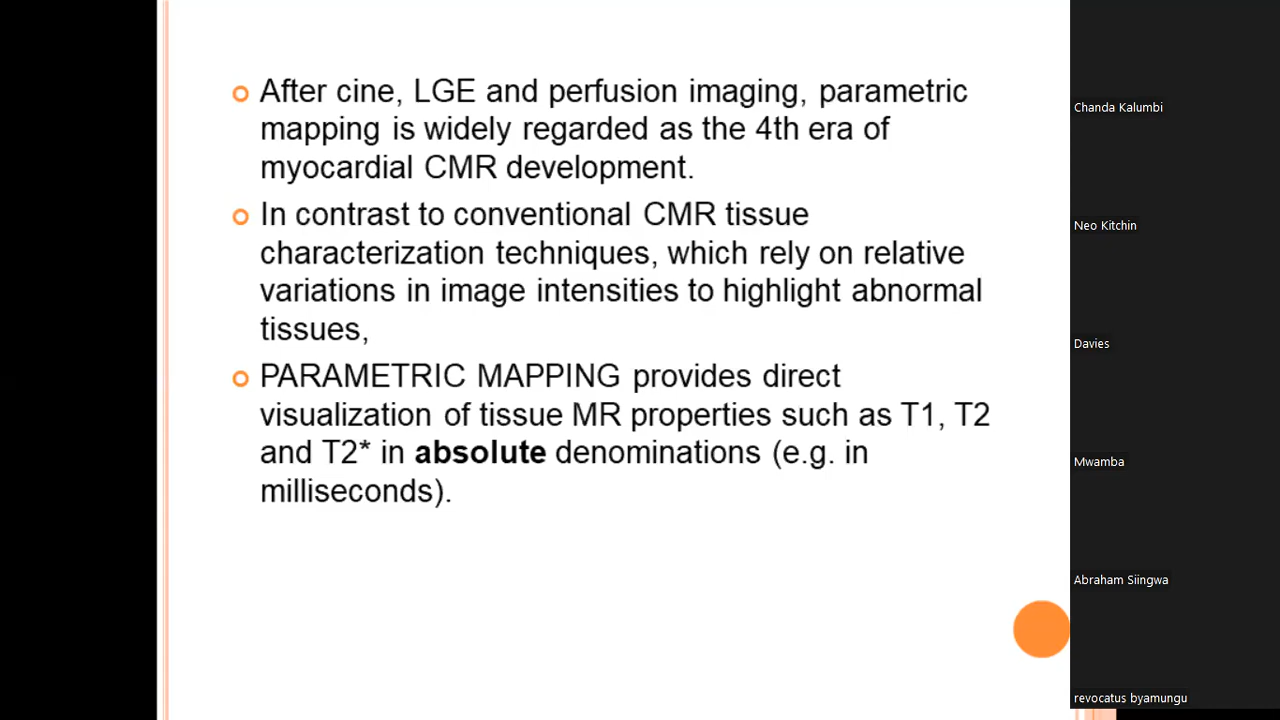 After cine, LGE and perfusion imaging, parametric
mapping is widely regarded as the 4th era of
myocardial CMR development.
In contrast to conventional CMR tissue
characterization techniques, which rely on relative
variations in image intensities to highlight abnormal
tissues,
PARAMETRIC MAPPING provides direct
visualization of tissue MR properties such as T1, T2
and T2* in absolute denominations (e.g. in
milliseconds).
Chanda Kalumbi
Neo Kitchin
Davies
Mwamba
Abraham Siingwa
revocatus byamungu